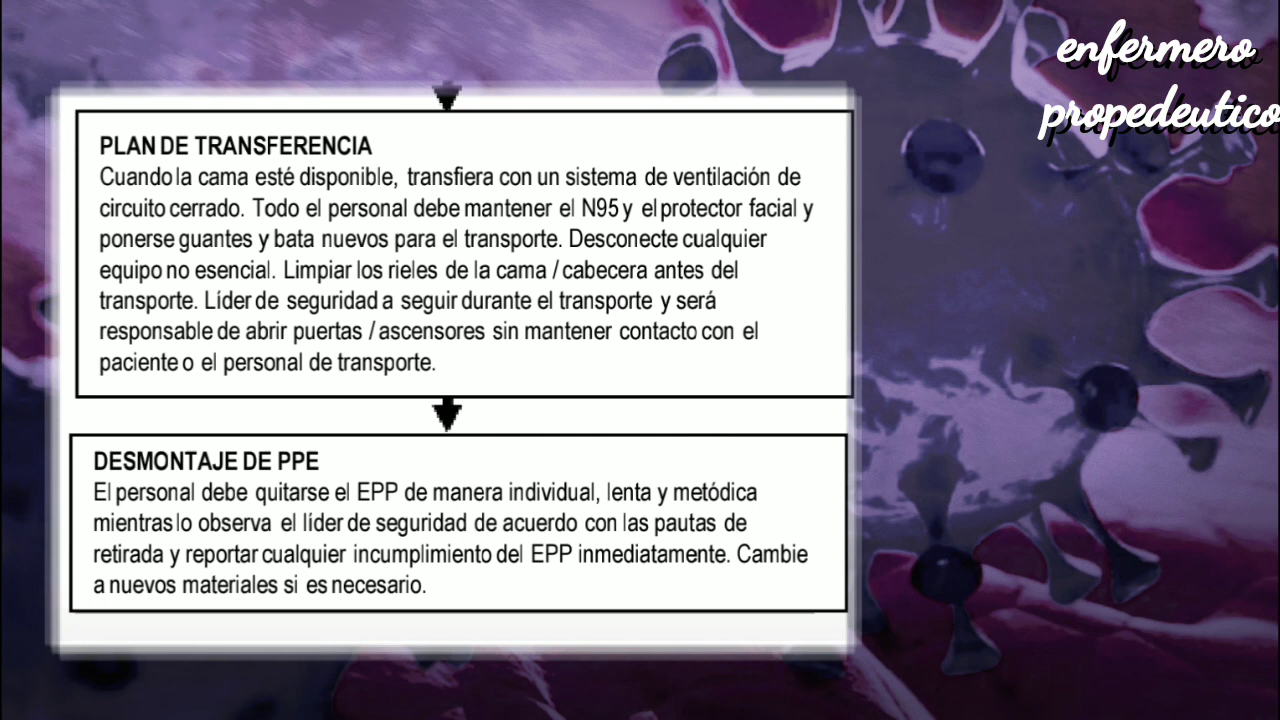 enfermero
propedeutico
PLAN DE TRANSFERENCIA
Cuando la cama esté disponible, transfiera con un sistema de ventilación de
circuito cerrado. Todo el personal debe mantener el N95 y el protector facial y
ponerse guantes y bata nuevos para el transporte. Desconecte cualquier
equipo no esencial. Limpiar los rieles de la cama / cabecera antes del
transporte. Líder de seguridad a seguir durante el transporte y será
responsable de abrir puertas / ascensores sin mantener contacto con el
paciente o el personal de transporte.
DESMONTAJE DE PPE
El personal debe quitarse el EPP de manera individual, lenta y metódica
mientras lo observa el líder de seguridad de acuerdo con las pautas de
retirada y reportar cualquier incumplimiento del EPP inmediatamente. Cambie
a nuevos materiales si es necesario.